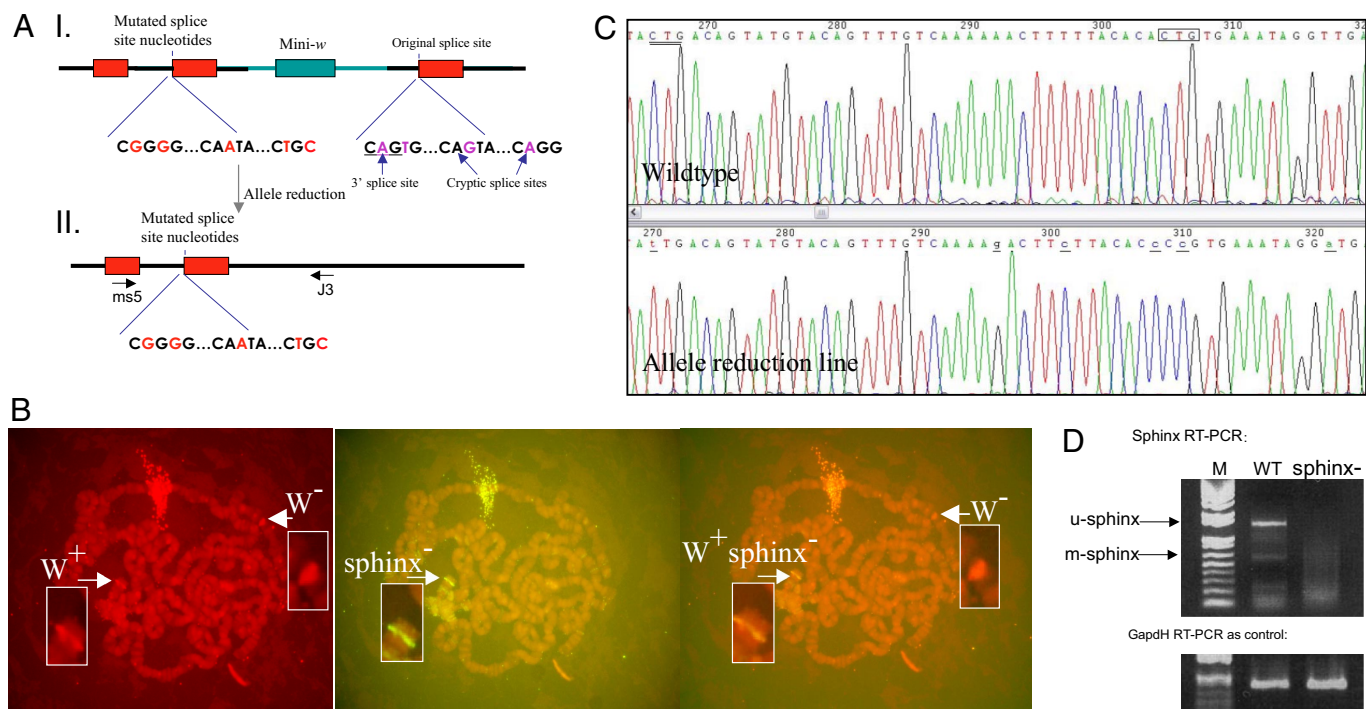 A
I.
Mutated splice
site nucleotides
Mini-w
Original splice site
CGGGG...CAATA...CTGC
CAGTG...CAGTA...CAGG
3' splice site
Cryptic splice sites
Allele reduction
II.
Mutated splice
site nucleotides
ms5
J3
CGGGG...CAATA...CTGC
B
W⁺
W⁻
sphinx⁻
W⁺ sphinx⁻
W⁻
C
270 280 290 300 310 32
TACTGACAGTATGTACAGTTTGTCAAAAAACTTTTTACACACTGTGAAATAGGTTGA
Wildtype
270 280 290 300 310 320
TAtTGACAGTATGTACAGTTTGTCAAAAgACTTcTTACACcCcGTGAAATAGGaTG
Allele reduction line
D
Sphinx RT-PCR:
M WT sphinx-
u-sphinx
m-sphinx
GapdH RT-PCR as control: